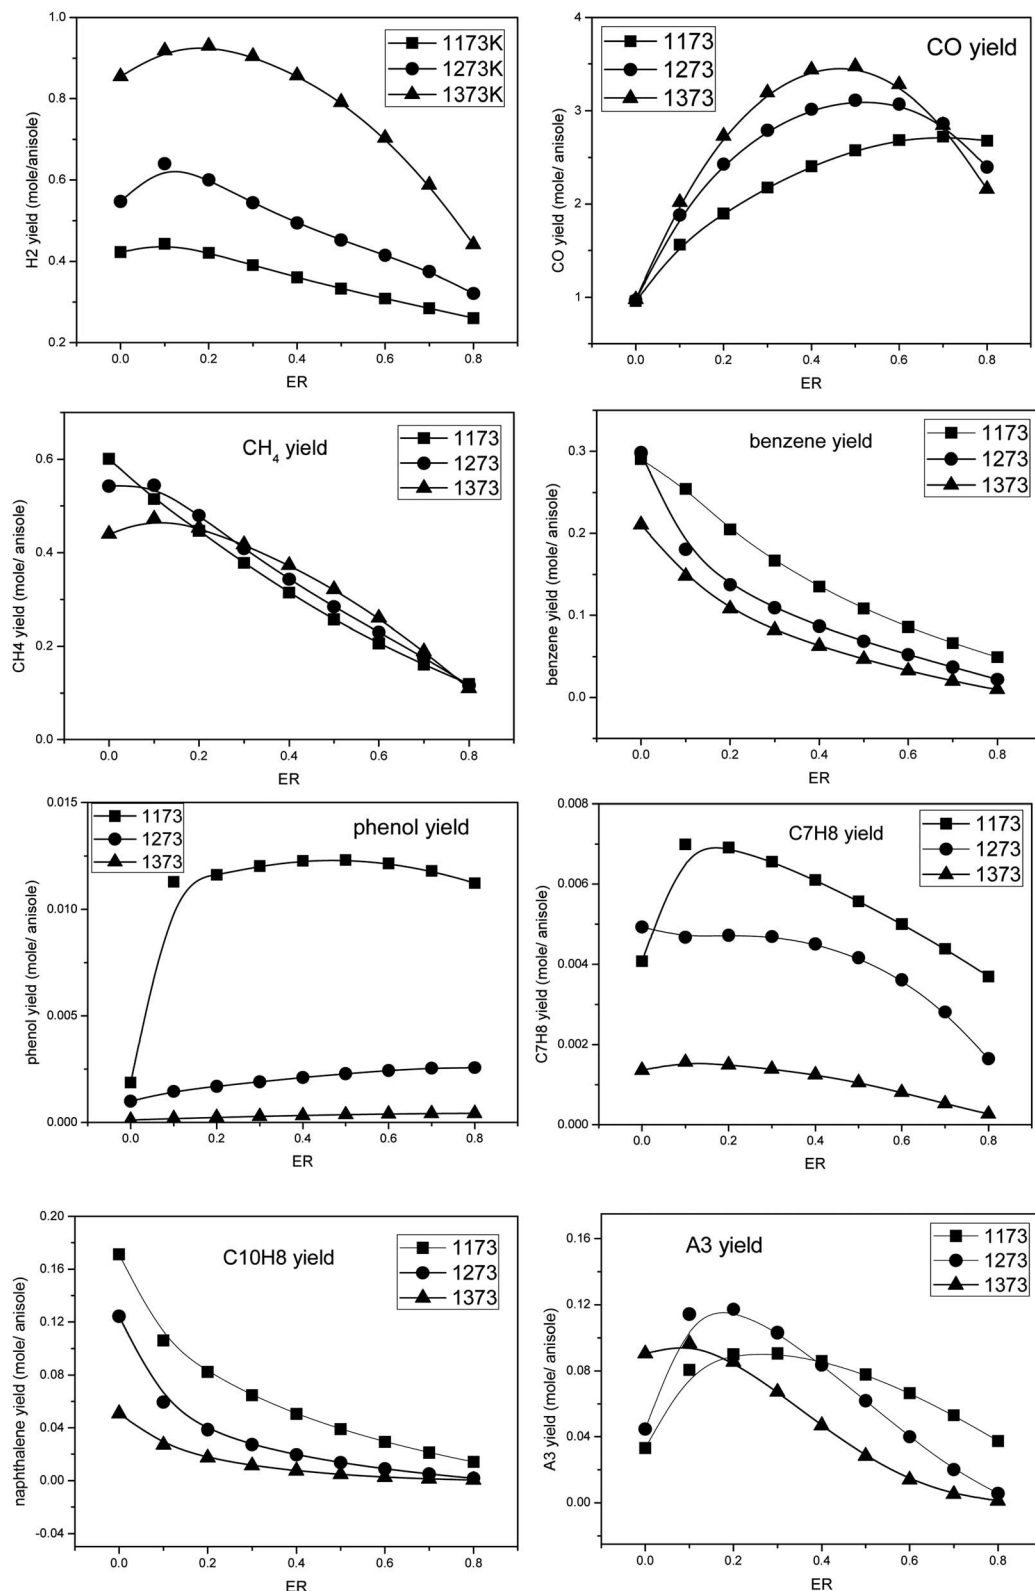 1.0
0.8
0.6
0.4
0.2
H2 yield (mole/anisole)
1173K
1273K
1373K
0.0 0.2 0.4 0.6 0.8
ER
6
5
4
3
2
1
CO yield (mole/ anisole)
1173
1273
1373
CO yield
0.0 0.2 0.4 0.6 0.8
ER
0.6
0.4
0.2
0.0
CH4 yield (mole/ anisole)
CH4 yield
1173
1273
1373
0.0 0.2 0.4 0.6 0.8
ER
0.3
0.2
0.1
0.0
benzene yield (mole/ anisole)
benzene yield
1173
1273
1373
0.0 0.2 0.4 0.6 0.8
ER
0.015
0.010
0.005
0.000
phenol yield (mole/ anisole)
1173
1273
1373
phenol yield
0.0 0.2 0.4 0.6 0.8
ER
0.008
0.006
0.004
0.002
0.000
C7H8 yield (mole/ anisole)
C7H8 yield
1173
1273
1373
0.0 0.2 0.4 0.6 0.8
ER
0.20
0.16
0.12
0.08
0.04
0.00
-0.04
naphthalene yield (mole/ anisole)
C10H8 yield
1173
1273
1373
0.0 0.2 0.4 0.6 0.8
ER
0.16
0.12
0.08
0.04
0.00
A3 yield (mole/ anisole)
A3 yield
1173
1273
1373
0.0 0.2 0.4 0.6 0.8
ER